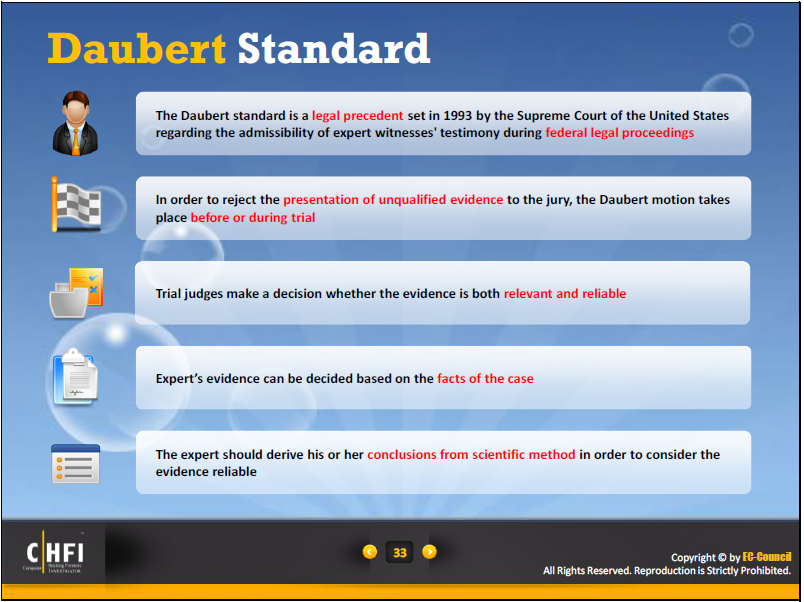 Daubert Standard
The Daubert standard is a legal precedent set in 1993 by the Supreme Court of the United States
regarding the admissibility of expert witnesses' testimony during federal legal proceedings
In order to reject the presentation of unqualified evidence to the jury, the Daubert motion takes
place before or during trial
Trial judges make a decision whether the evidence is both relevant and reliable
Expert’s evidence can be decided based on the facts of the case
The expert should derive his or her conclusions from scientific method in order to consider the
evidence reliable
CHFI
Computer Hacking Forensic
INVESTIGATOR
33
Copyright © by EC-Council
All Rights Reserved. Reproduction is Strictly Prohibited.